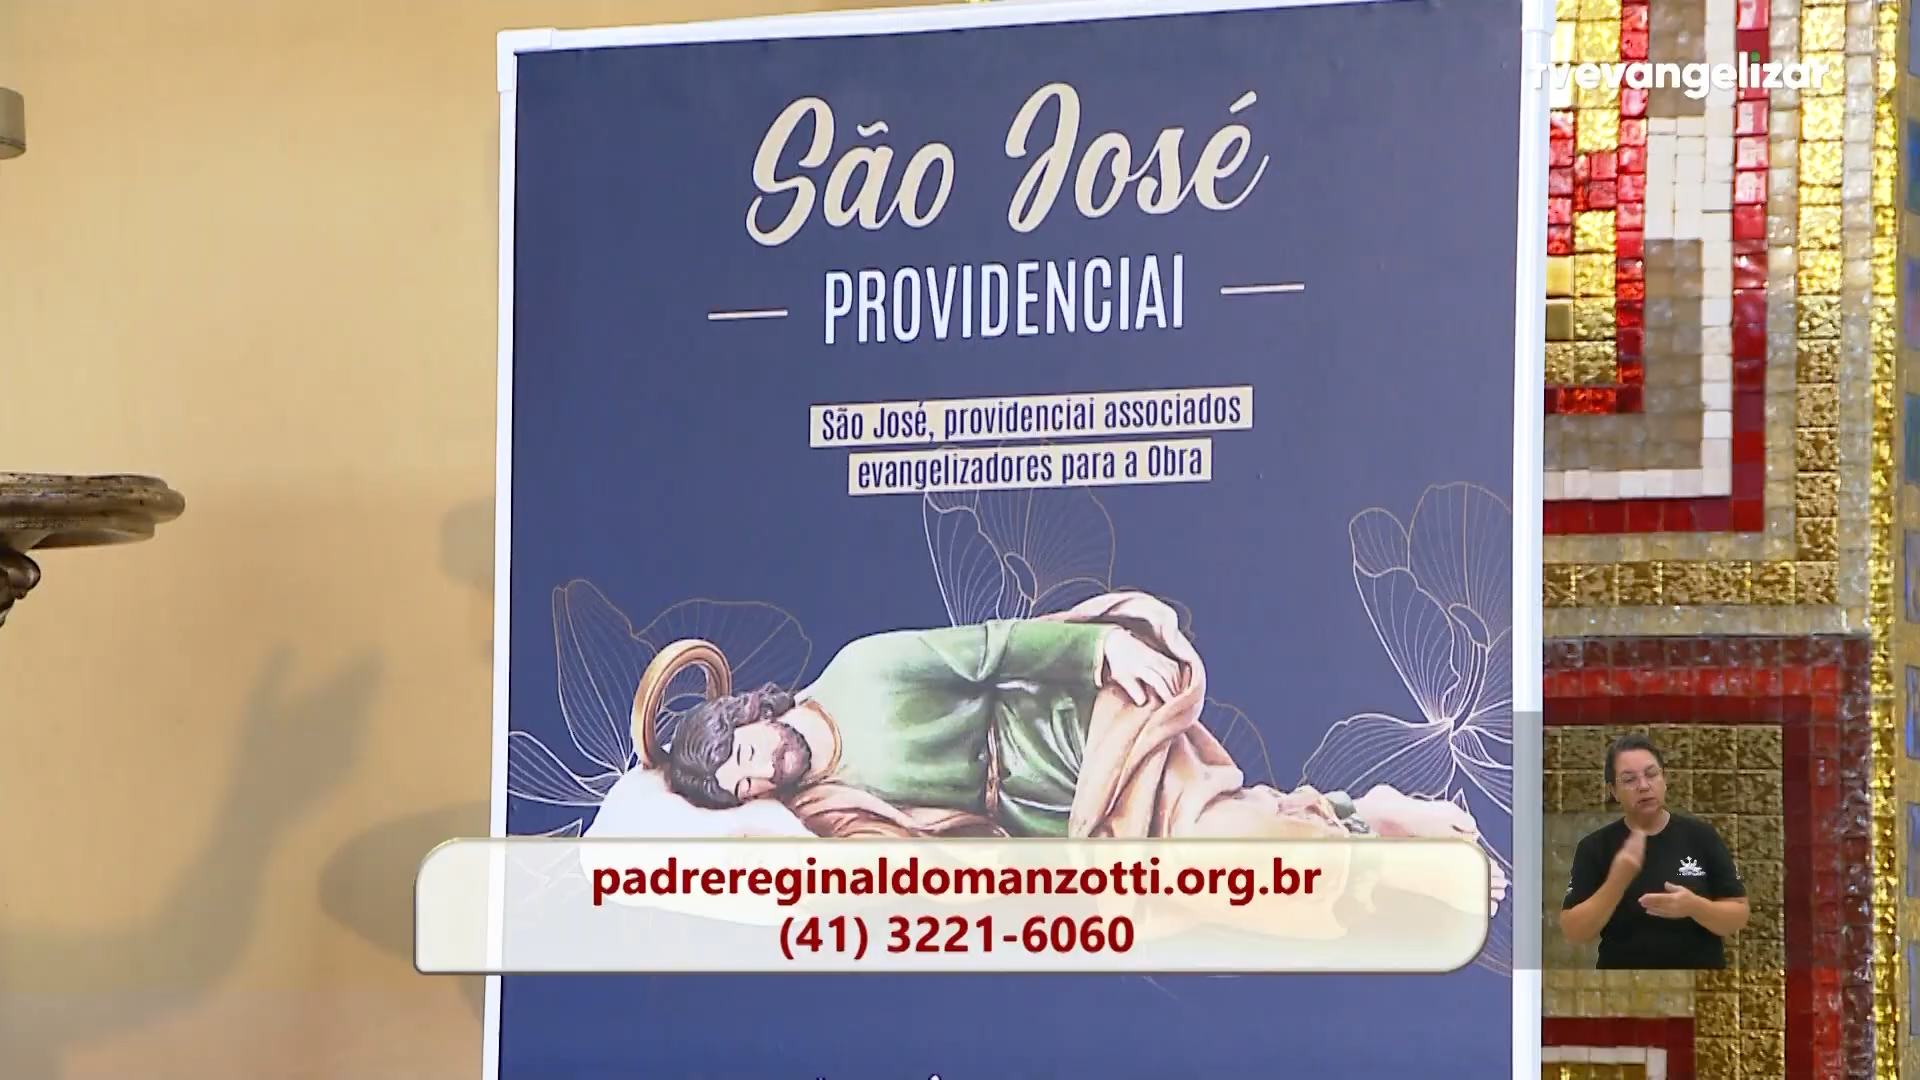 tvevangelizar
São José
PROVIDENCIAI
São José, providenciai associados
evangelizadores para a Obra
padrereginaldomanzotti.org.br
(41) 3221-6060